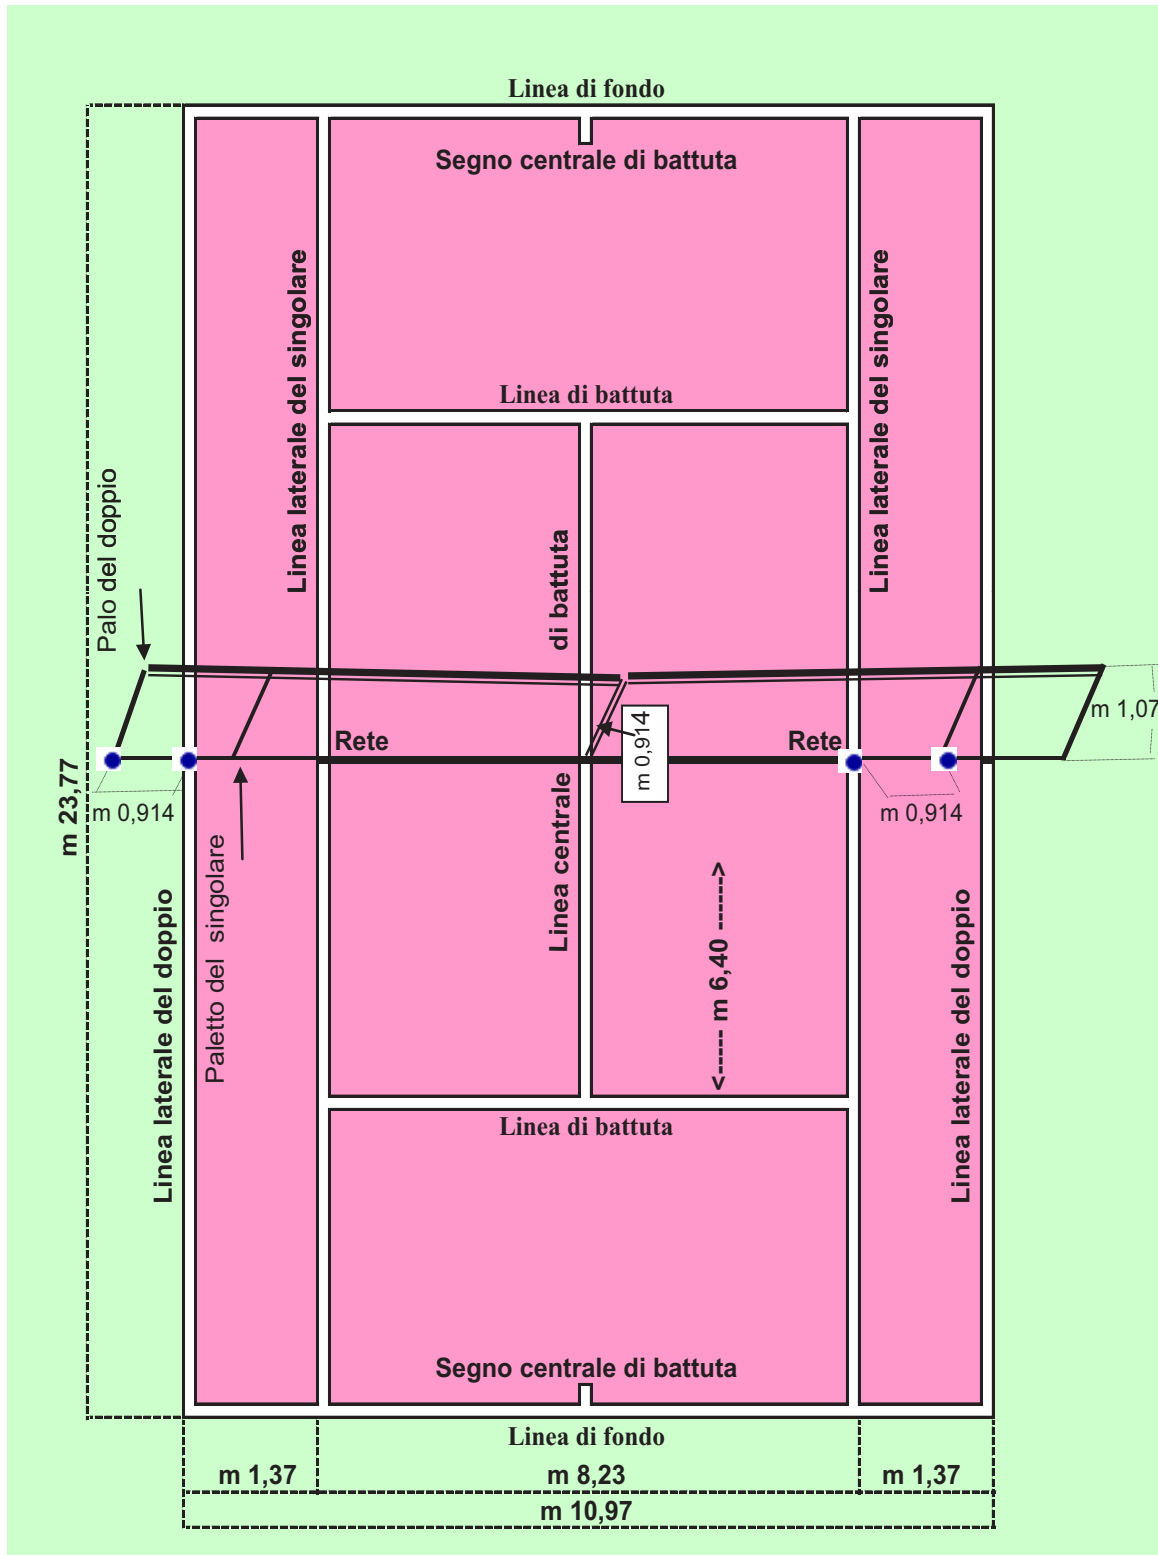 Linea di fondo
Segno centrale di battuta
Linea laterale del singolare
Linea laterale del singolare
Linea di battuta
Palo del doppio
di battuta
m 1,07
Rete
m 0,914
Rete
m 23,77
m 0,914
m 0,914
Linea centrale
Paletto del singolare
<----- m 6,40 ------>
Linea laterale del doppio
Linea laterale del doppio
Linea di battuta
Segno centrale di battuta
Linea di fondo
m 1,37
m 8,23
m 1,37
m 10,97